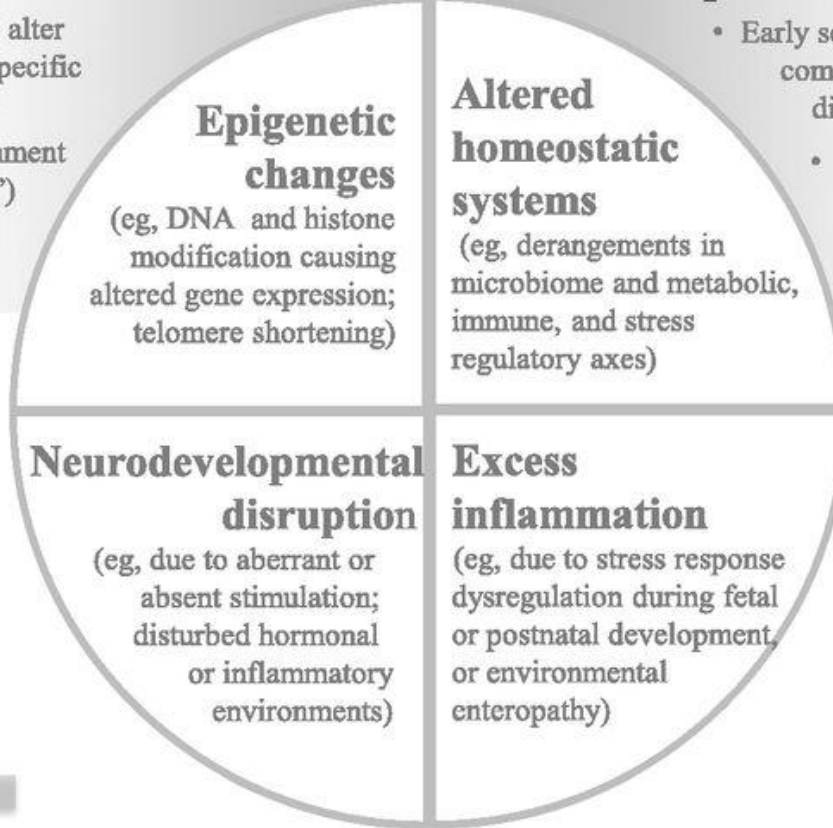 alter
pecific
ment
')
• Early s
com
di
•
Epigenetic
changes
(eg, DNA and histone
modification causing
altered gene expression;
telomere shortening)
Altered
homeostatic
systems
(eg, derangements in
microbiome and metabolic,
immune, and stress
regulatory axes)
Neurodevelopmental
disruption
(eg, due to aberrant or
absent stimulation;
disturbed hormonal
or inflammatory
environments)
Excess
inflammation
(eg, due to stress response
dysregulation during fetal
or postnatal development,
or environmental
enteropathy)